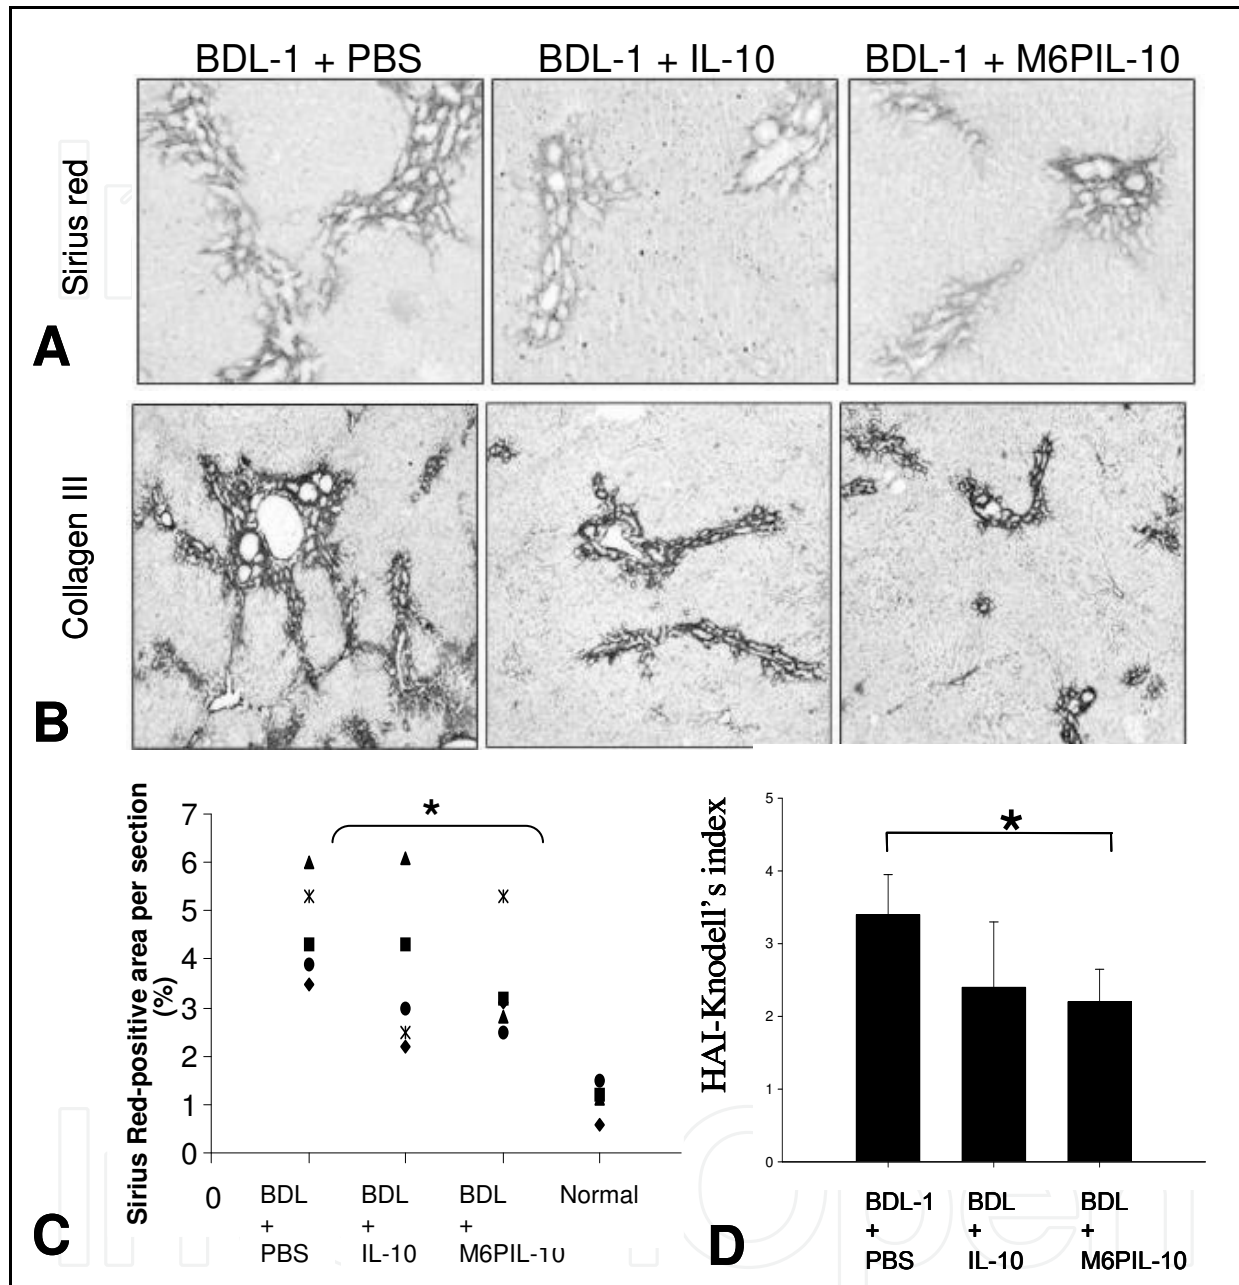 BDL-1 + PBS
BDL-1 + IL-10
BDL-1 + M6PIL-10
Sirius red
A
Collagen III
B
Sirius Red-positive area per section
(%)
7
6
5
4
3
2
1
0
*
0
BDL
+
PBS
BDL
+
IL-10
BDL
+
M6PIL-10
Normal
C
HAI-Knodell's index
5
4
3
2
1
0
*
BDL-1
+
PBS
BDL
+
IL-10
BDL
+
M6PIL-10
D